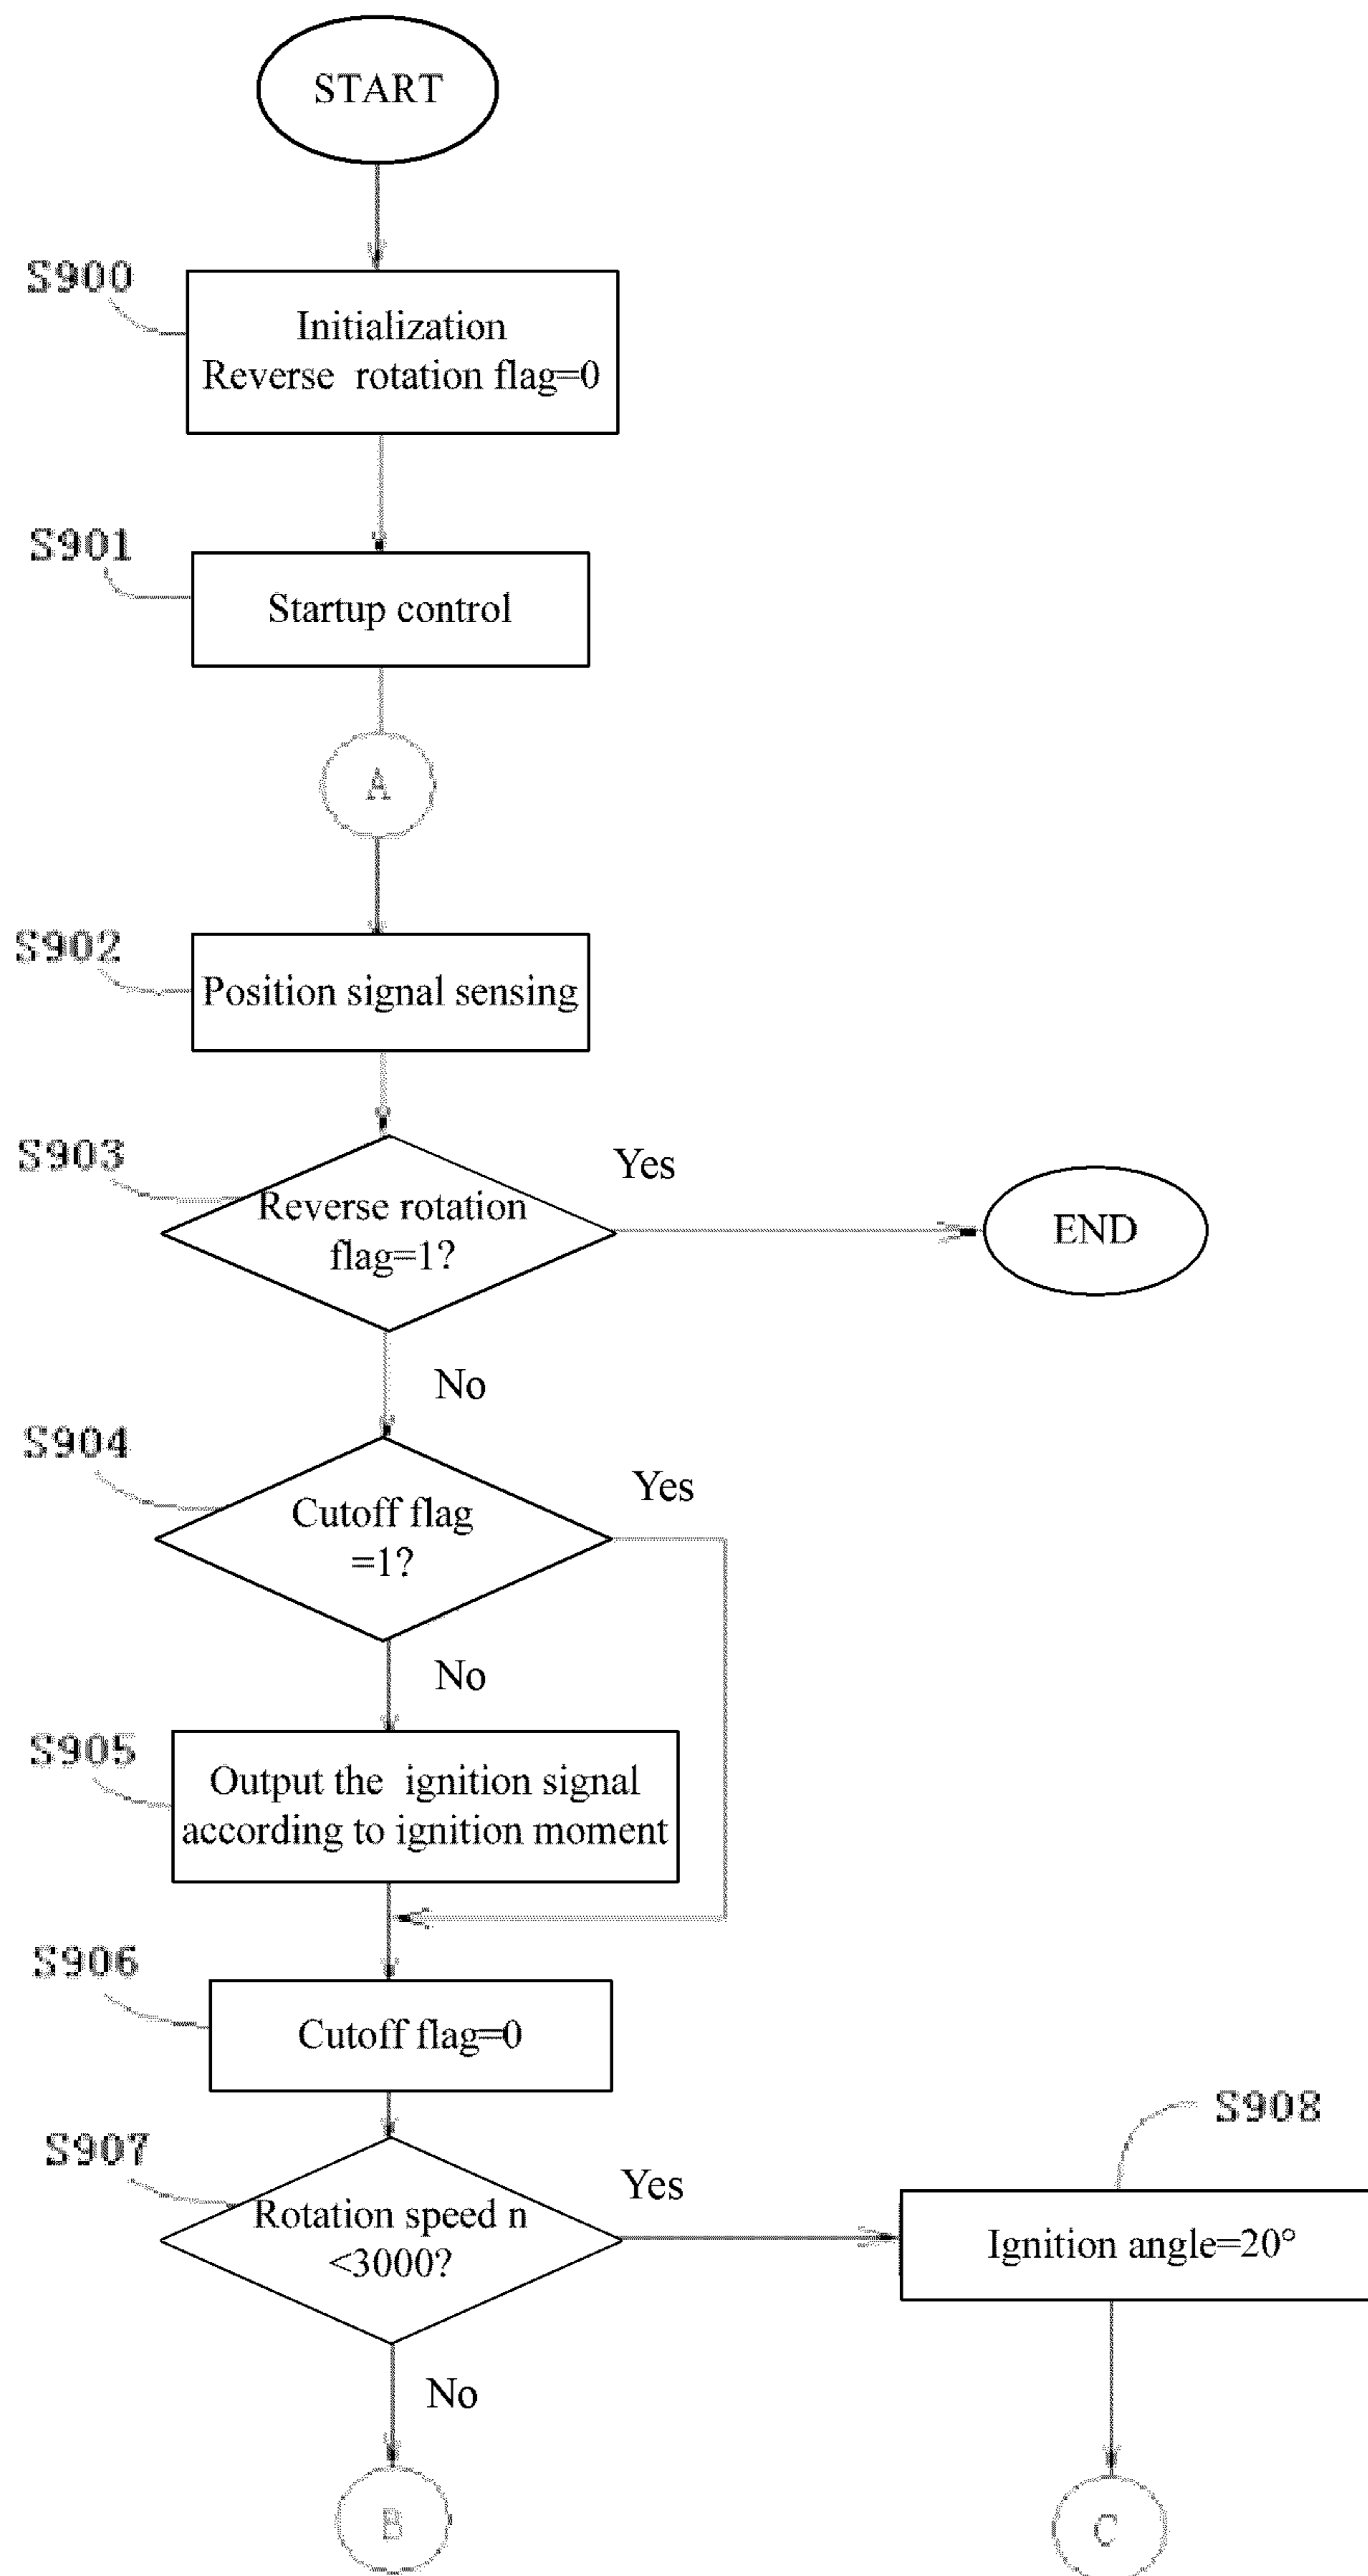 START
S900
Initialization
Reverse rotation flag=0
S901
Startup control
A
S902
Position signal sensing
S903
Reverse rotation
flag=1?
Yes
END
No
S904
Cutoff flag
=1?
Yes
No
S905
Output the ignition signal
according to ignition moment
S906
Cutoff flag=0
S907
Rotation speed n
<3000?
Yes
S908
Ignition angle=20°
No
B
C